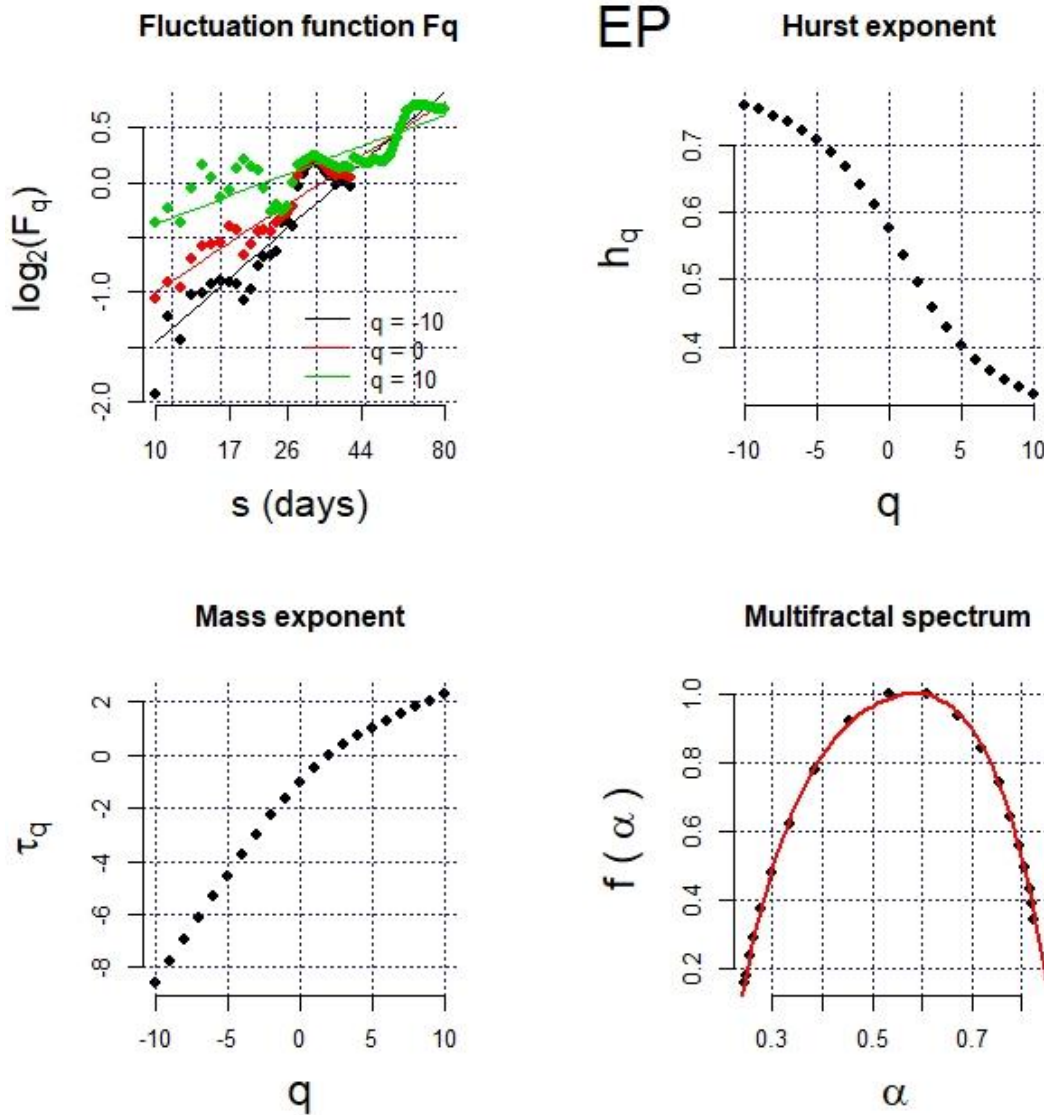 Fluctuation function Fq
log2(Fq)
0.5
0.0
-1.0
-2.0
q = -10
q = 0
q = 10
10 17 26 44 80
s (days)
EP
Hurst exponent
hq
0.7
0.6
0.5
0.4
-10 -5 0 5 10
q
Mass exponent
τq
2
0
-2
-4
-6
-8
-10 -5 0 5 10
q
Multifractal spectrum
f ( α )
1.0
0.8
0.6
0.4
0.2
0.3 0.5 0.7
α